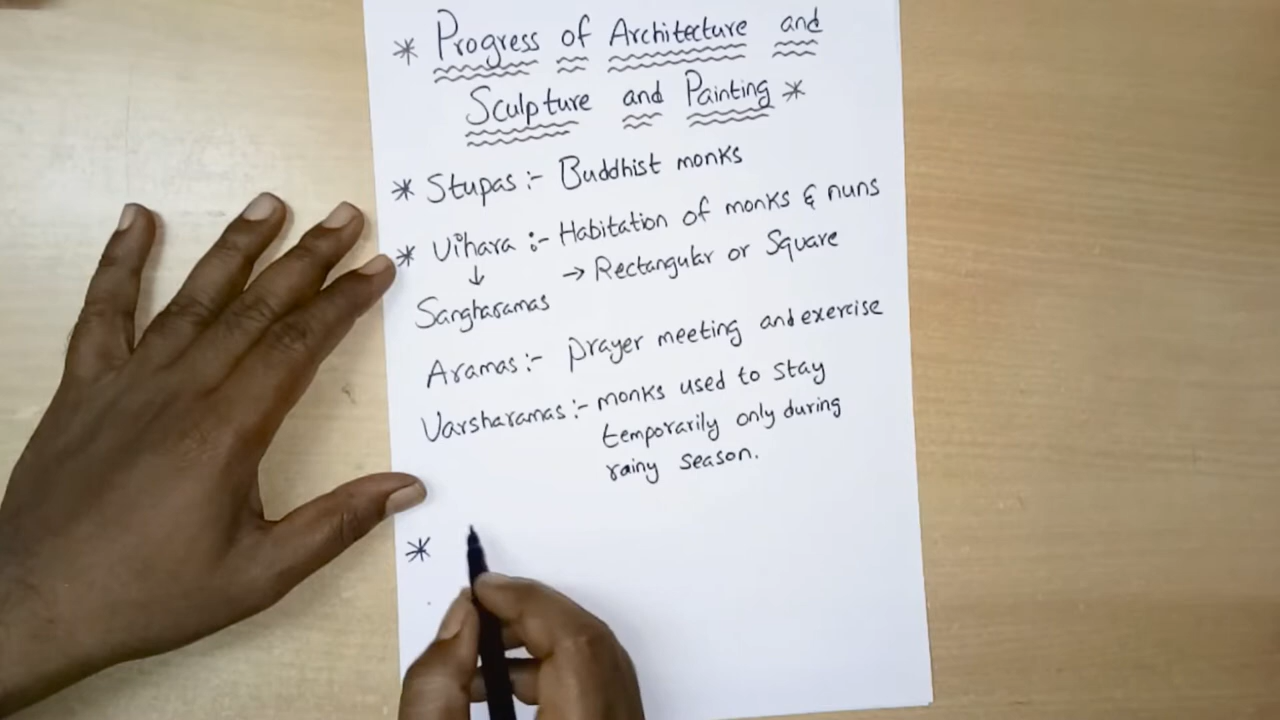 * Progress of Architecture and
Sculpture and Painting *
* Stupas :- Buddhist monks
* Vihara :- Habitation of monks & nuns
↓ → Rectangular or Square
Sangharamas
Aramas :- prayer meeting and exercise
Varsharamas :- monks used to stay
temporarily only during
rainy season.
*